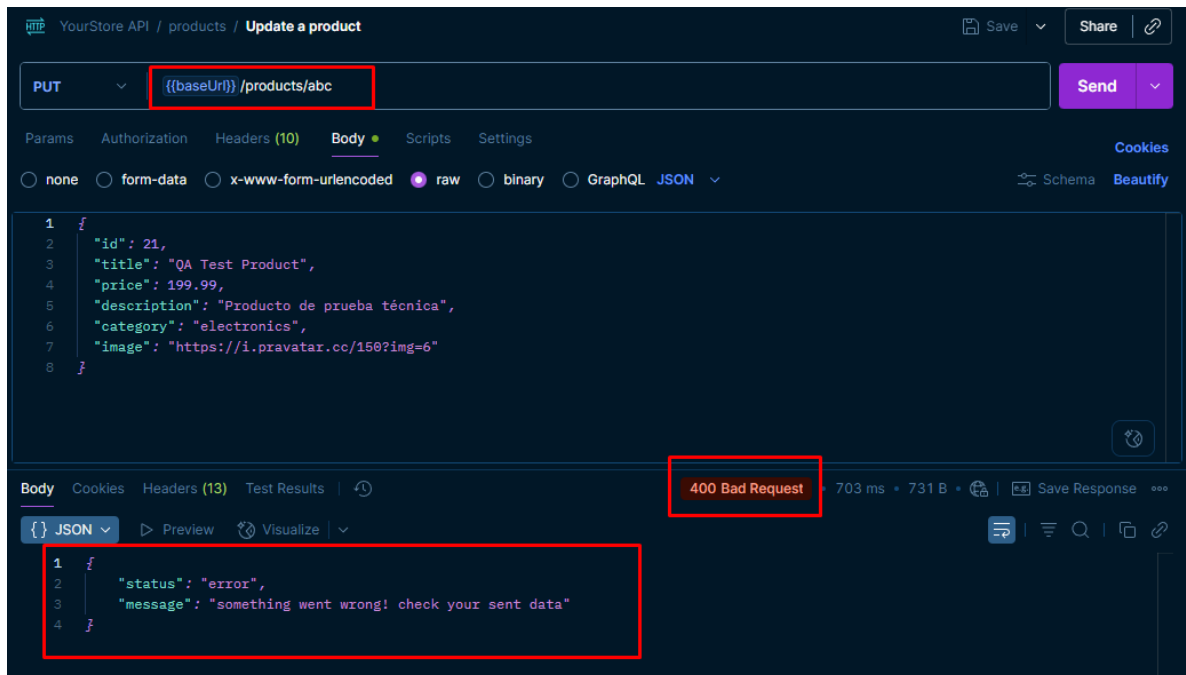 HTTP YourStore API / products / Update a product Save Share
PUT {{baseUrl}} /products/abc Send
Params Authorization Headers (10) Body Scripts Settings Cookies
none form-data x-www-form-urlencoded raw binary GraphQL JSON Schema Beautify
1 {
2 "id": 21,
3 "title": "QA Test Product",
4 "price": 199.99,
5 "description": "Producto de prueba técnica",
6 "category": "electronics",
7 "image": "https://i.pravatar.cc/150?img=6"
8 }
Body Cookies Headers (13) Test Results 400 Bad Request • 703 ms • 731 B • e.g. Save Response
{} JSON Preview Visualize
1 {
2 "status": "error",
3 "message": "something went wrong! check your sent data"
4 }